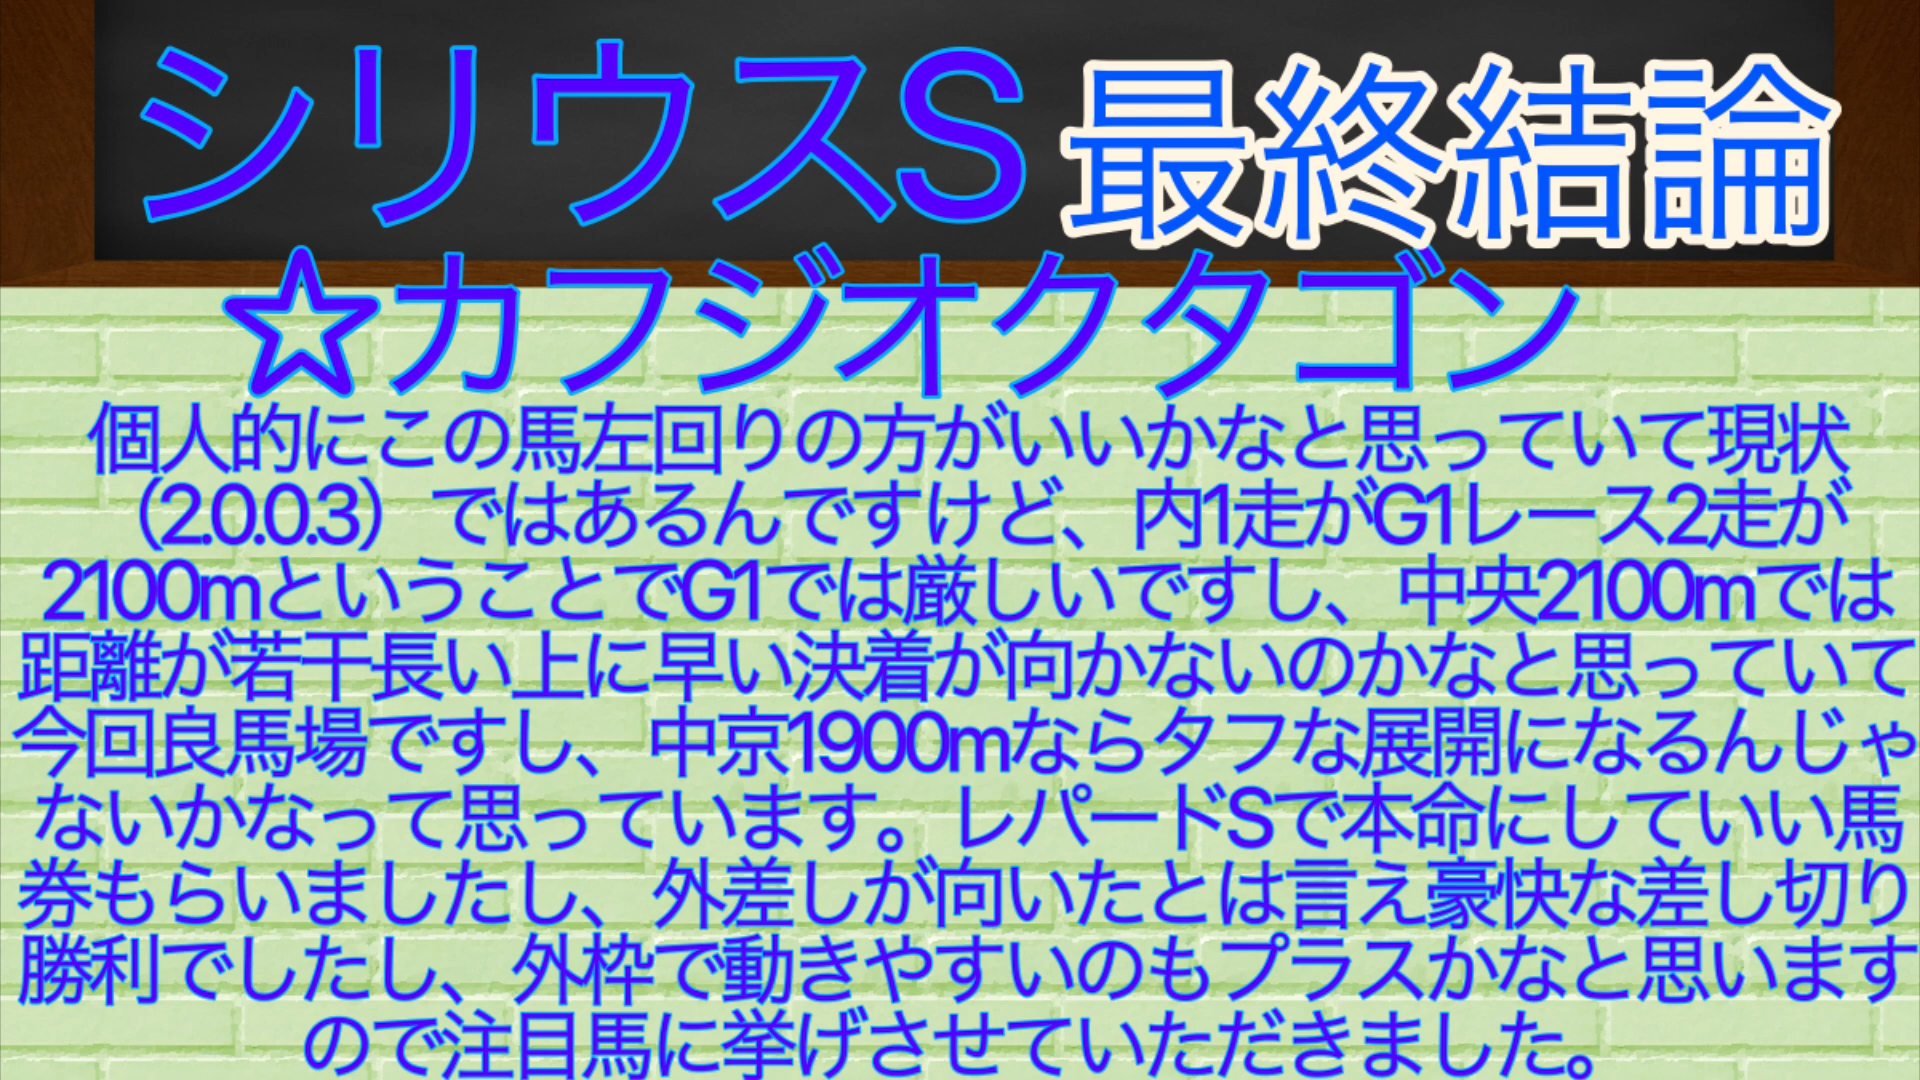 シリウスS 最終結論
☆カフジオクタゴン
個人的にこの馬左回りの方がいいかなと思っていて現状
（2.0.0.3）ではあるんですけど、内1走がG1レース2走が
2100mということでG1では厳しいですし、中央2100mでは
距離が若干長い上に早い決着が向かないのかなと思っていて
今回良馬場ですし、中京1900mならタフな展開になるんじゃ
ないかなって思っています。レパードSで本命にしていい馬
券もらいましたし、外差しが向いたとは言え豪快な差し切り
勝利でしたし、外枠で動きやすいのもプラスかなと思います
ので注目馬に挙げさせていただきました。